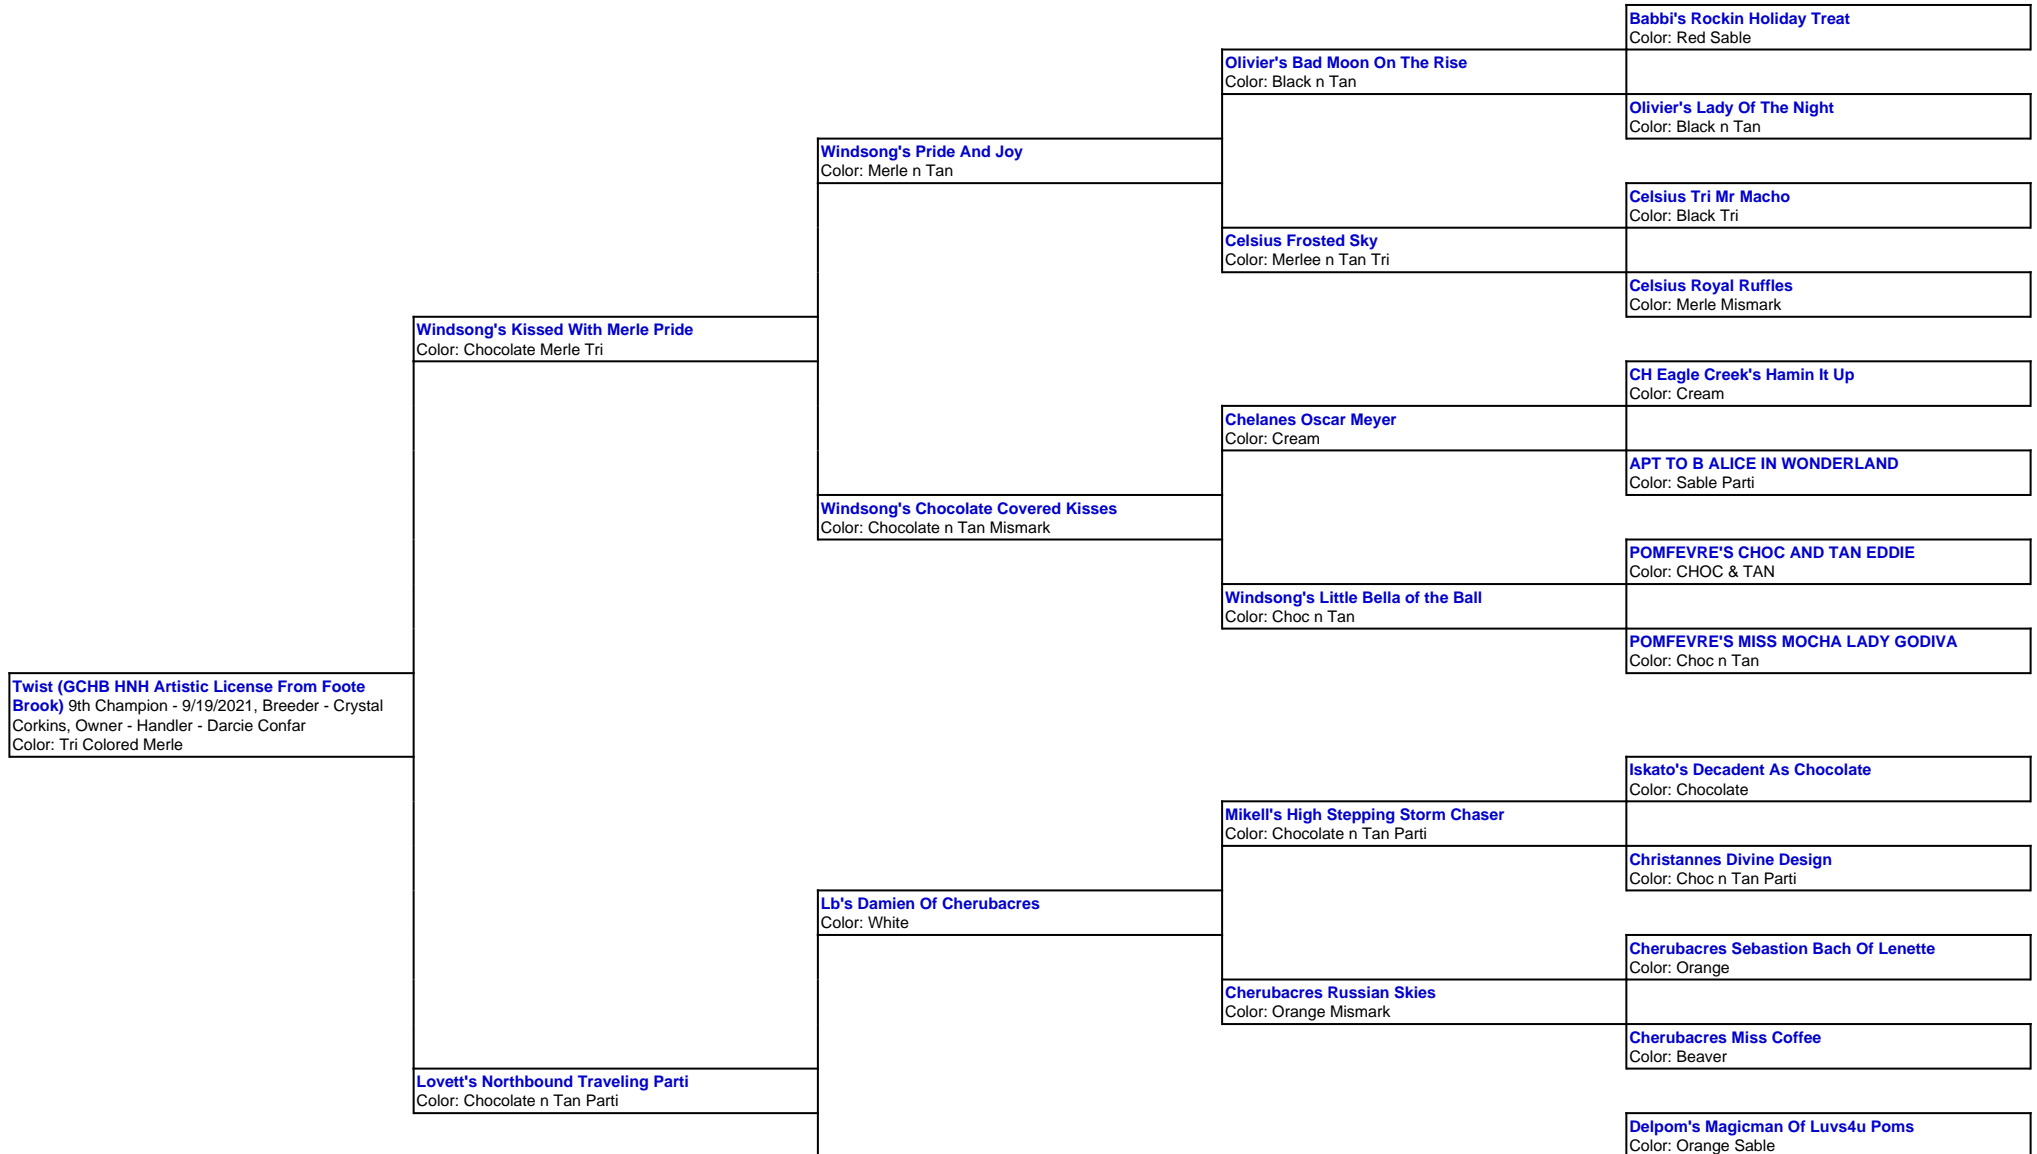 Babbi's Rockin Holiday Treat
Color: Red Sable
Olivier's Bad Moon On The Rise
Color: Black n Tan
Olivier's Lady Of The Night
Color: Black n Tan
Windsong's Pride And Joy
Color: Merle n Tan
Celsius Tri Mr Macho
Color: Black Tri
Celsius Frosted Sky
Color: Merlee n Tan Tri
Celsius Royal Ruffles
Color: Merle Mismark
Windsong's Kissed With Merle Pride
Color: Chocolate Merle Tri
CH Eagle Creek's Hamin It Up
Color: Cream
Chelanes Oscar Meyer
Color: Cream
APT TO B ALICE IN WONDERLAND
Color: Sable Parti
Windsong's Chocolate Covered Kisses
Color: Chocolate n Tan Mismark
POMFEVRE'S CHOC AND TAN EDDIE
Color: CHOC & TAN
Windsong's Little Bella of the Ball
Color: Choc n Tan
POMFEVRE'S MISS MOCHA LADY GODIVA
Color: Choc n Tan
Twist (GCHB HNH Artistic License From Foote
Brook) 9th Champion - 9/19/2021, Breeder - Crystal
Corkins, Owner - Handler - Darcie Confar
Color: Tri Colored Merle
Iskato's Decadent As Chocolate
Color: Chocolate
Mikell's High Stepping Storm Chaser
Color: Chocolate n Tan Parti
Christannes Divine Design
Color: Choc n Tan Parti
Lb's Damien Of Cherubacres
Color: White
Cherubacres Sebastion Bach Of Lenette
Color: Orange
Cherubacres Russian Skies
Color: Orange Mismark
Cherubacres Miss Coffee
Color: Beaver
Lovett's Northbound Traveling Parti
Color: Chocolate n Tan Parti
Delpom's Magicman Of Luvs4u Poms
Color: Orange Sable